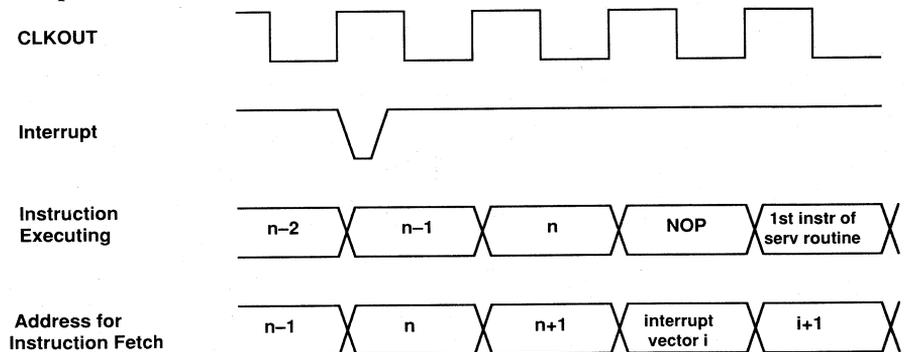 CLKOUT
Interrupt
Instruction
Executing
n–2
n–1
n
NOP
1st instr of
serv routine
Address for
Instruction Fetch
n–1
n
n+1
interrupt
vector i
i+1